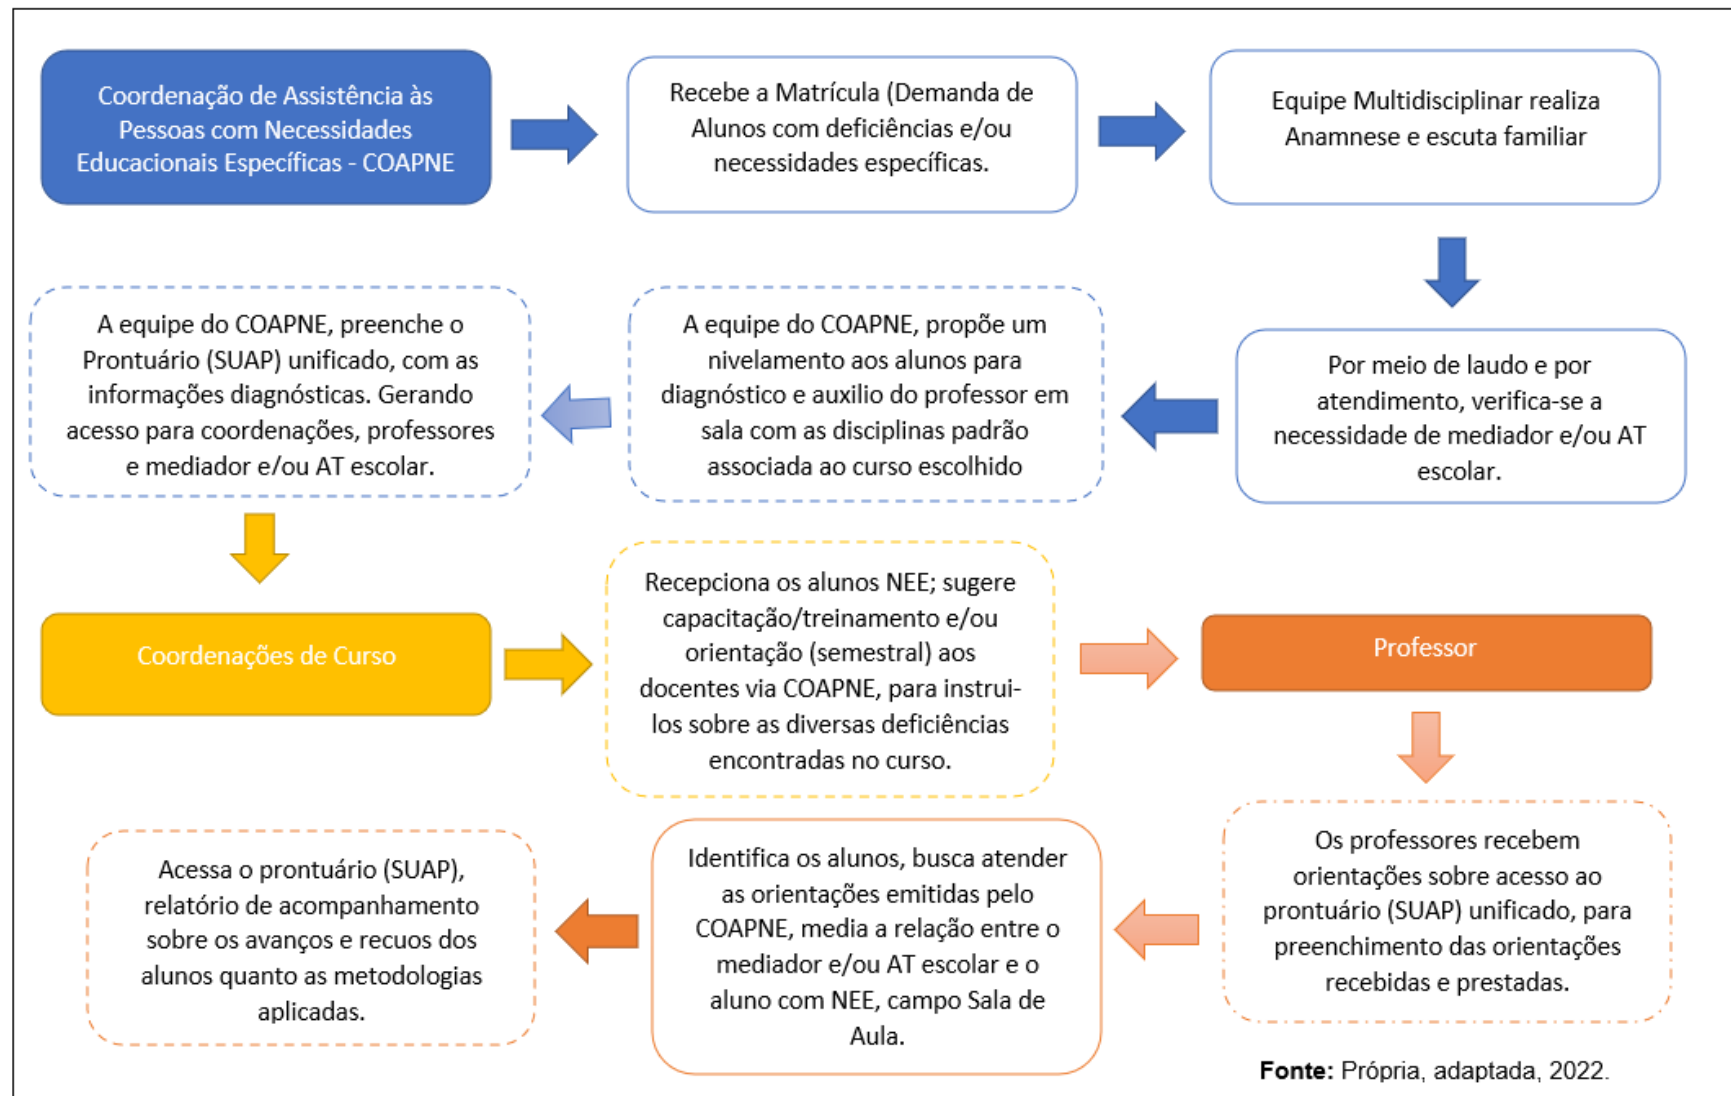 Coordenação de Assistência às
Pessoas com Necessidades
Educacionais Específicas - COAPNE
Recebe a Matrícula (Demanda de
Alunos com deficiências e/ou
necessidades específicas.
Equipe Multidisciplinar realiza
Anamnese e escuta familiar
Por meio de laudo e por
atendimento, verifica-se a
necessidade de mediador e/ou AT
escolar.
A equipe do COAPNE, propõe um
nivelamento aos alunos para
diagnóstico e auxilio do professor em
sala com as disciplinas padrão
associada ao curso escolhido
A equipe do COAPNE, preenche o
Prontuário (SUAP) unificado, com as
informações diagnósticas. Gerando
acesso para coordenações, professores
e mediador e/ou AT escolar.
Coordenações de Curso
Recepciona os alunos NEE; sugere
capacitação/treinamento e/ou
orientação (semestral) aos
docentes via COAPNE, para instrui-
los sobre as diversas deficiências
encontradas no curso.
Professor
Os professores recebem
orientações sobre acesso ao
prontuário (SUAP) unificado, para
preenchimento das orientações
recebidas e prestadas.
Identifica os alunos, busca atender
as orientações emitidas pelo
COAPNE, media a relação entre o
mediador e/ou AT escolar e o
aluno com NEE, campo Sala de
Aula.
Acessa o prontuário (SUAP),
relatório de acompanhamento
sobre os avanços e recuos dos
alunos quanto as metodologias
aplicadas.
Fonte: Própria, adaptada, 2022.